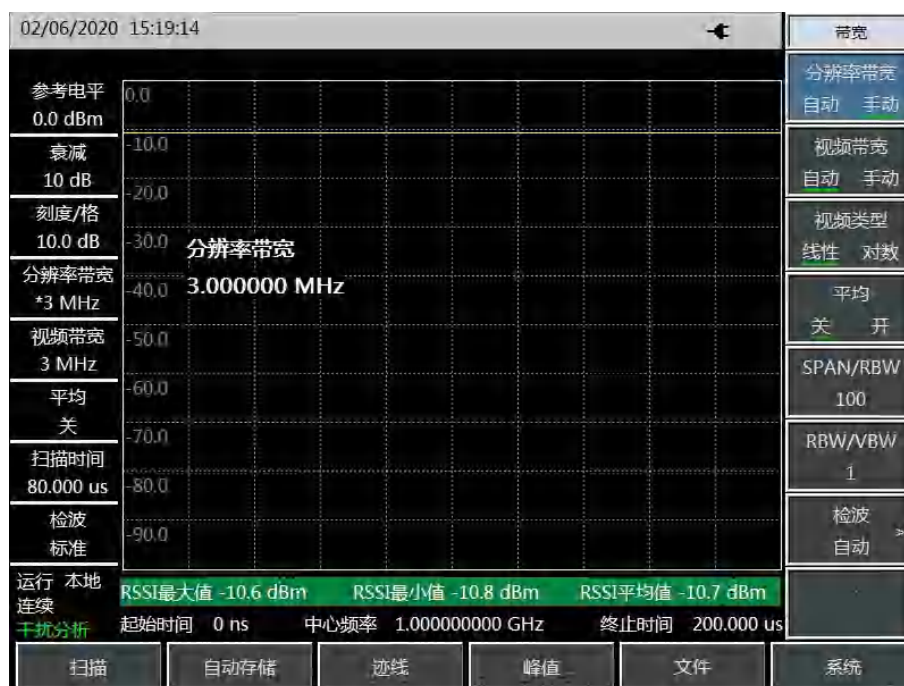 02/06/2020 15:19:14
带宽
参考电平
0.0 dBm
衰减
10 dB
刻度/格
10.0 dB
分辨率带宽
*3 MHz
视频带宽
3 MHz
平均
关
扫描时间
80.000 us
检波
标准
运行 本地
连续
干扰分析
0.0
-10.0
-20.0
-30.0
-40.0
-50.0
-60.0
-70.0
-80.0
-90.0
分辨率带宽
3.000000 MHz
RSSI最大值 -10.6 dBm RSSI最小值 -10.8 dBm RSSI平均值 -10.7 dBm
起始时间 0 ns 中心频率 1.000000000 GHz 终止时间 200.000 us
分辨率带宽
自动 手动
视频带宽
自动 手动
视频类型
线性 对数
平均
关 开
SPAN/RBW
100
RBW/VBW
1
检波 >
自动
扫描 自动存储 迹线 峰值 文件 系统